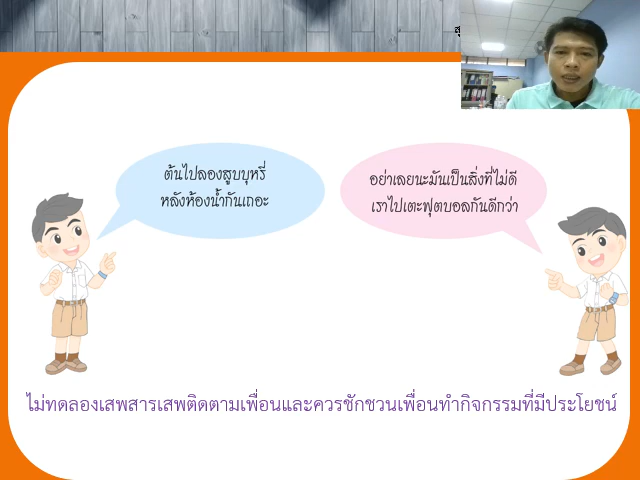 ต้นไปลองสูบบุหรี่
หลังห้องน้ำกันเถอะ
อย่าเลยนะมันเป็นสิ่งที่ไม่ดี
เราไปเตะฟุตบอลกันดีกว่า
ไม่ทดลองเสพสารเสพติดตามเพื่อนและควรชักชวนเพื่อนทำกิจกรรมที่มีประโยชน์